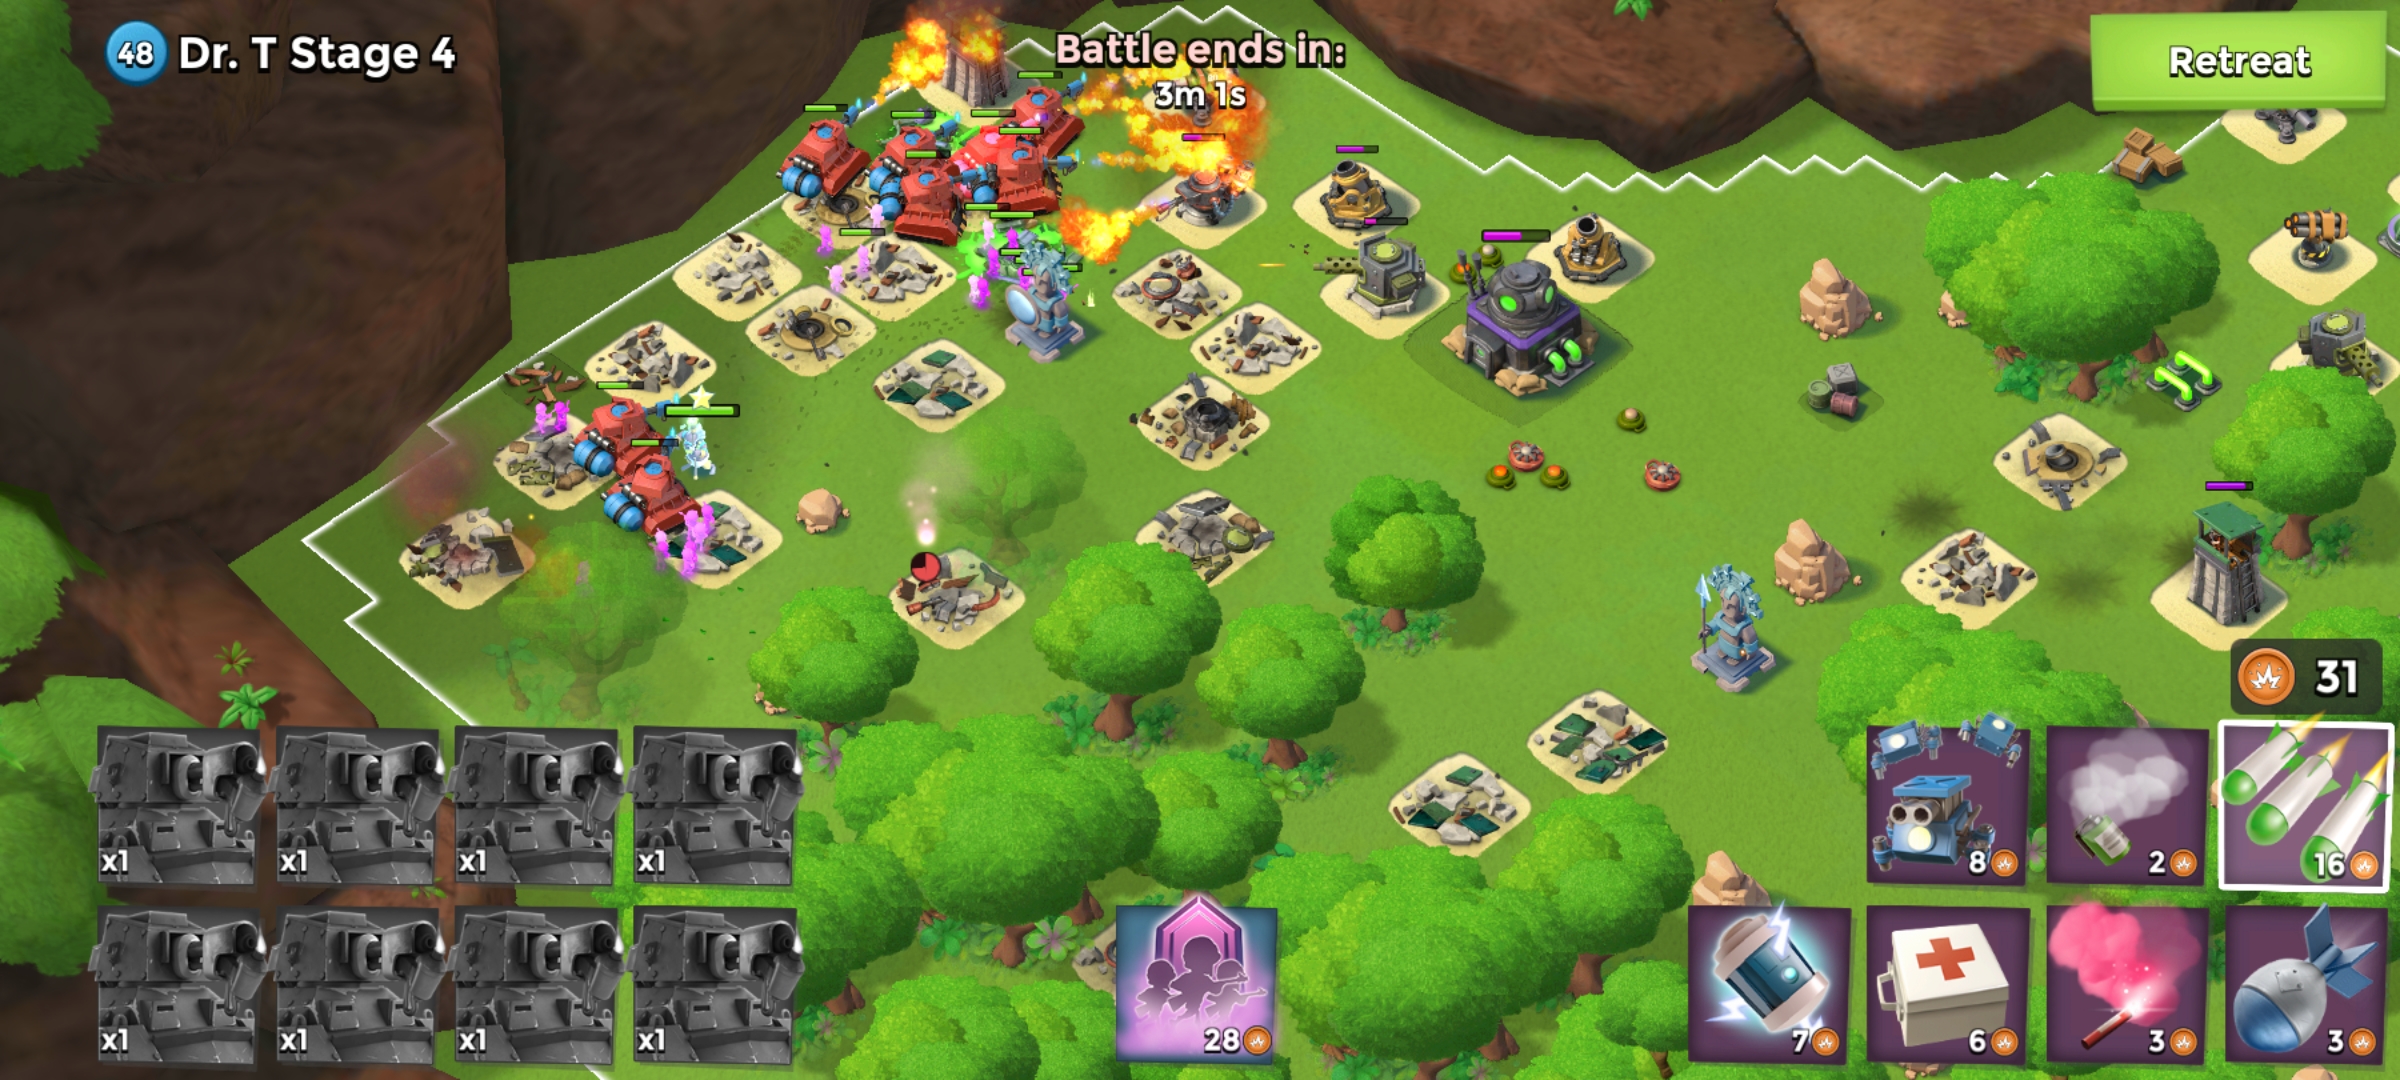 48 Dr. T Stage 4
Battle ends in:
3m 1s
Retreat
31
8
2
16
x1
x1
x1
x1
x1
x1
x1
x1
28
7
6
3
3